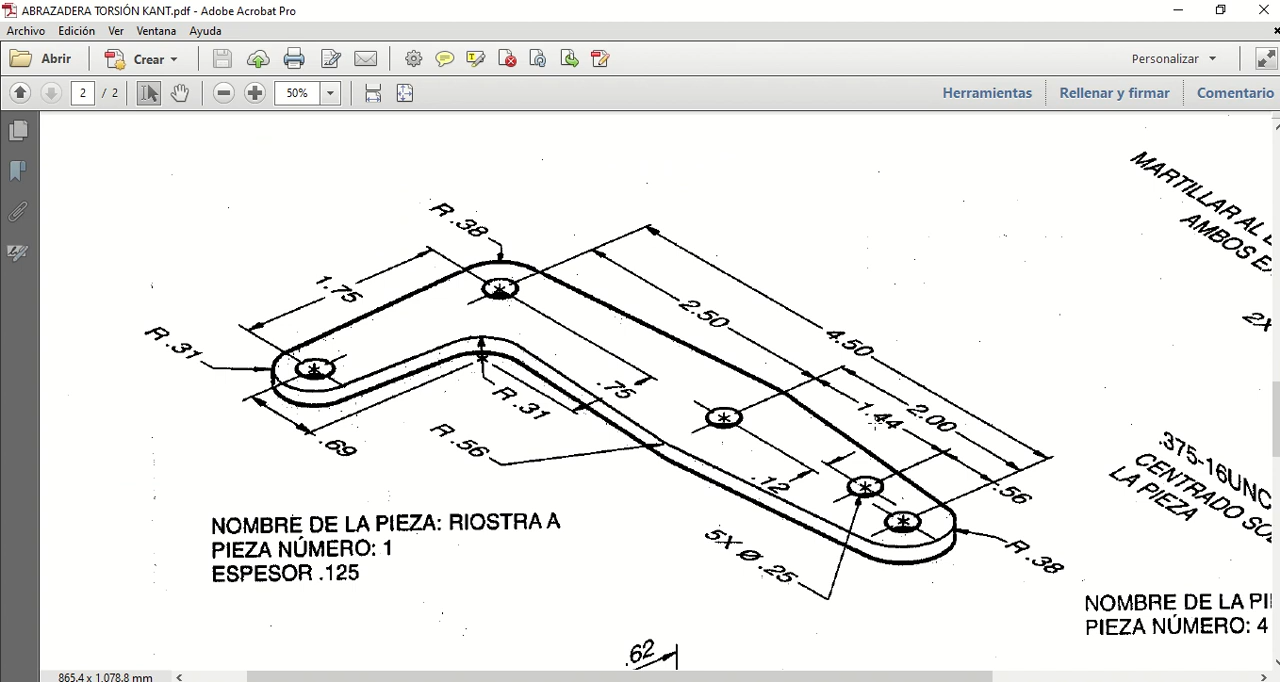 ABRAZADERA TORSIÓN KANT.pdf - Adobe Acrobat Pro
Archivo Edición Ver Ventana Ayuda
Abrir Crear Personalizar
2 / 2 50% Herramientas Rellenar y firmar Comentario
MARTILLAR AL
AMBOS
2X
R .38
1.75
2.50
4.50
R .31
.75
R .31
1.44
2.00
.69
R .56
.12
.56
.375-16UNC
CENTRADO
LA PIEZA
5X Ø .25
R .38
NOMBRE DE LA PIEZA: RIOSTRA A
PIEZA NÚMERO: 1
ESPESOR .125
NOMBRE DE LA
PIEZA NÚMERO: 4
.62
865,4 x 1.078,8 mm